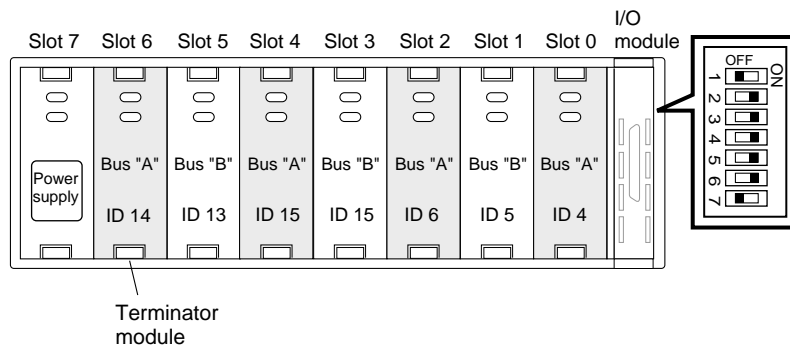 Slot 7 Slot 6 Slot 5 Slot 4 Slot 3 Slot 2 Slot 1 Slot 0
I/O
module
Power
supply
Bus "A" Bus "B" Bus "A" Bus "B" Bus "A" Bus "B" Bus "A"
ID 14 ID 13 ID 15 ID 15 ID 6 ID 5 ID 4
Terminator
module
OFF
ON
1
2
3
4
5
6
7